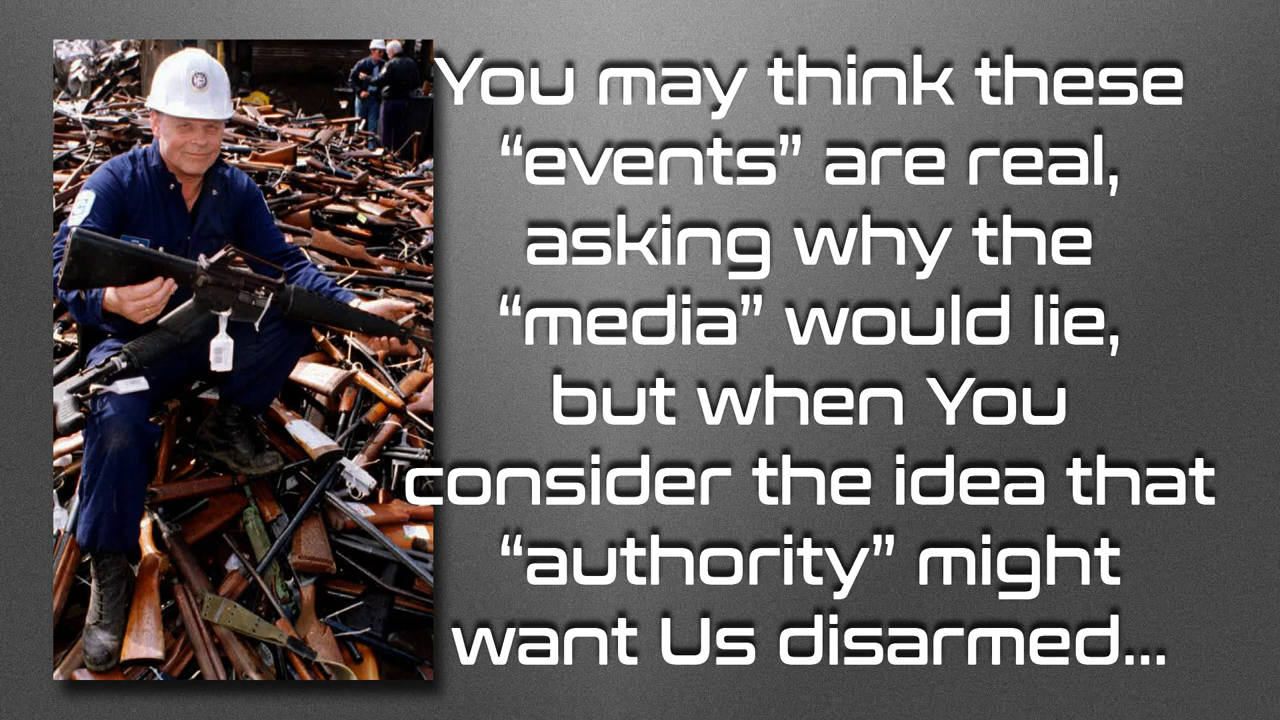 You may think these
“events” are real,
asking why the
“media” would lie,
but when You
consider the idea that
“authority” might
want Us disarmed...